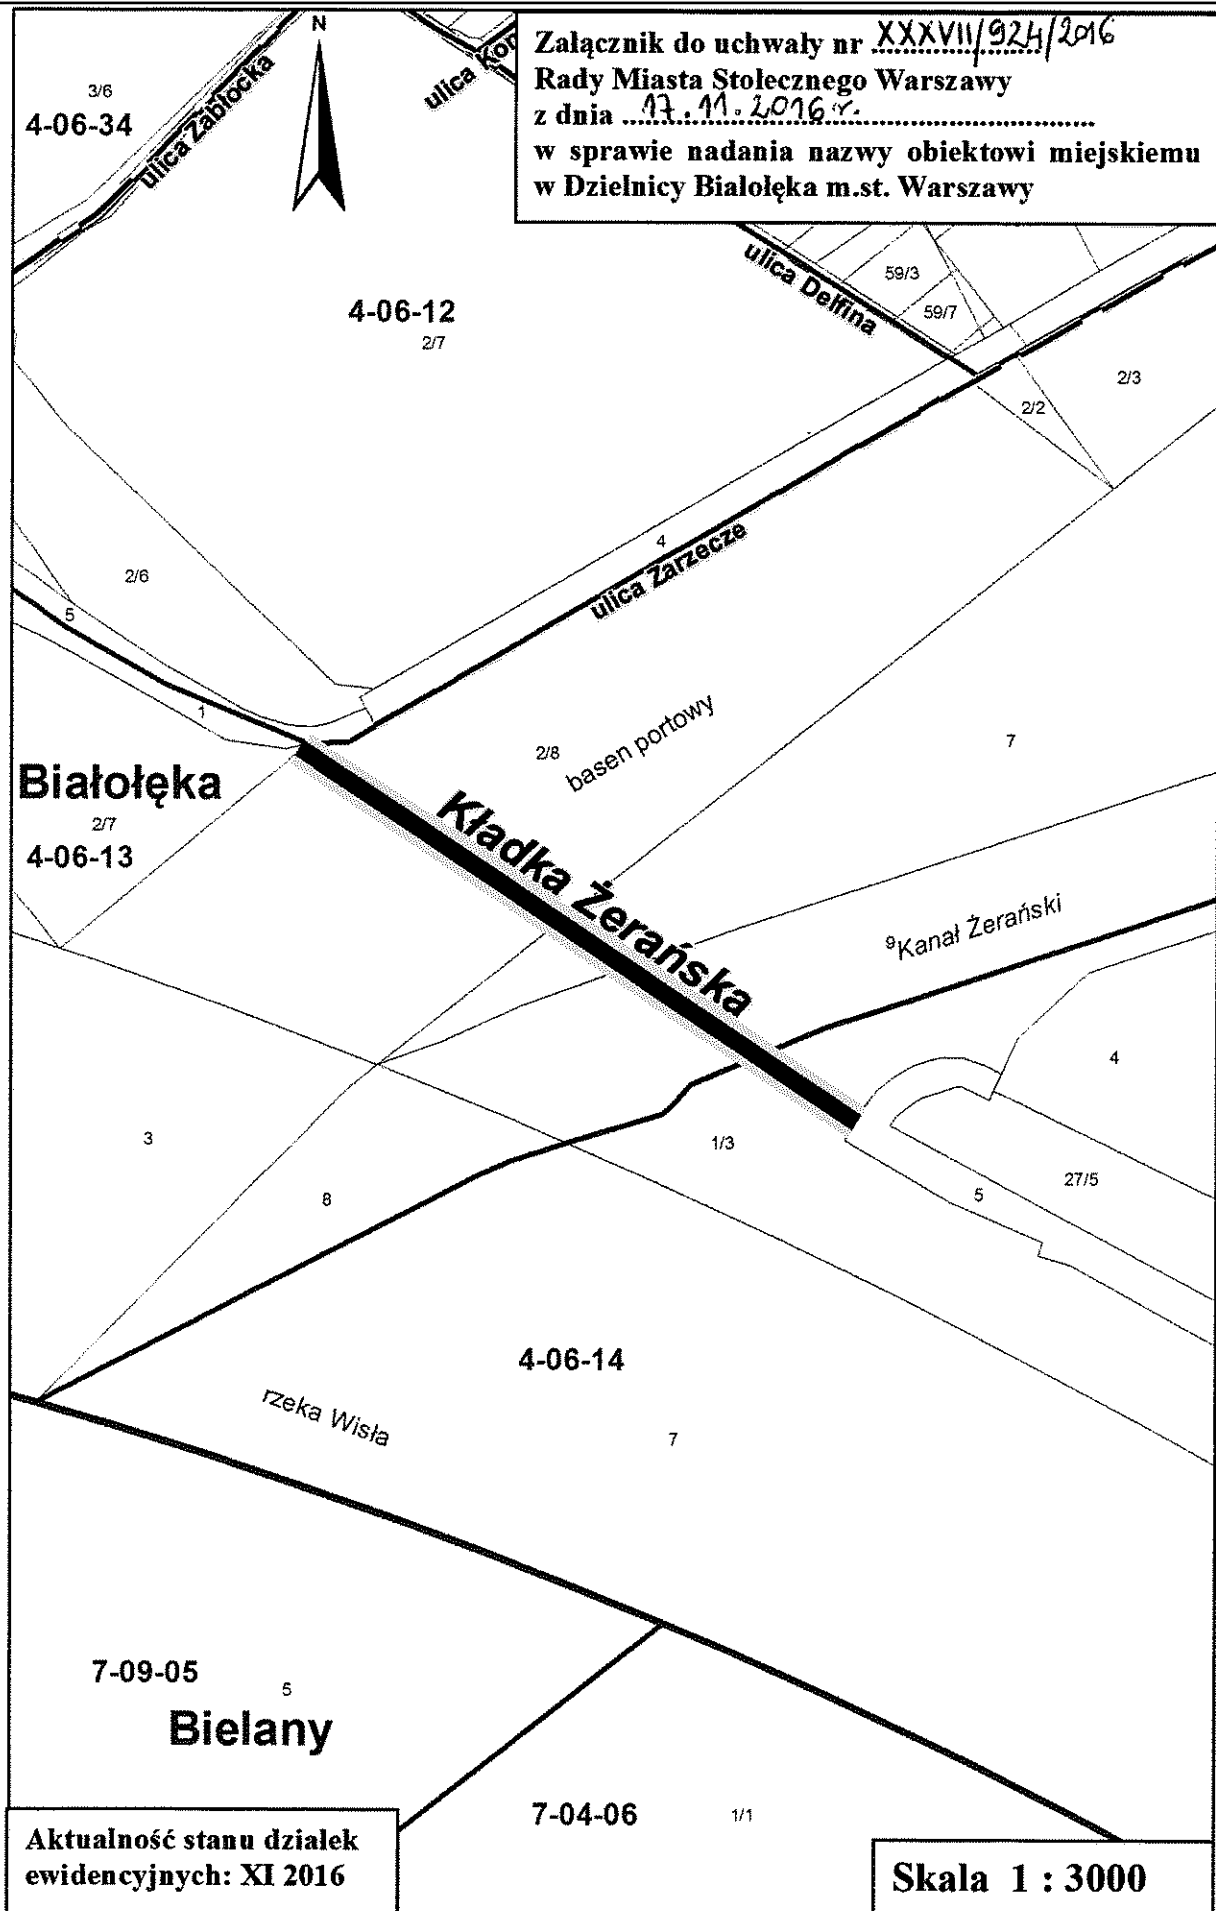 N
Załącznik do uchwały nr XXXVII/924/2016
Rady Miasta Stołecznego Warszawy
z dnia 17.11.2016 r.
w sprawie nadania nazwy obiektowi miejskiemu
w Dzielnicy Białołęka m.st. Warszawy
3/6
4-06-34
ulica Zabłocka
ulica Kor
4-06-12
2/7
ulica Delfina
59/3
59/7
2/3
2/2
4
ulica Zarzecze
2/6
5
1
Białołęka
2/7
4-06-13
2/8
basen portowy
7
Kładka Żerańska
9
Kanał Żerański
4
3
8
1/3
5
27/5
4-06-14
rzeka Wisła
7
7-09-05
5
Bielany
7-04-06
1/1
Aktualność stanu działek
ewidencyjnych: XI 2016
Skala 1 : 3000